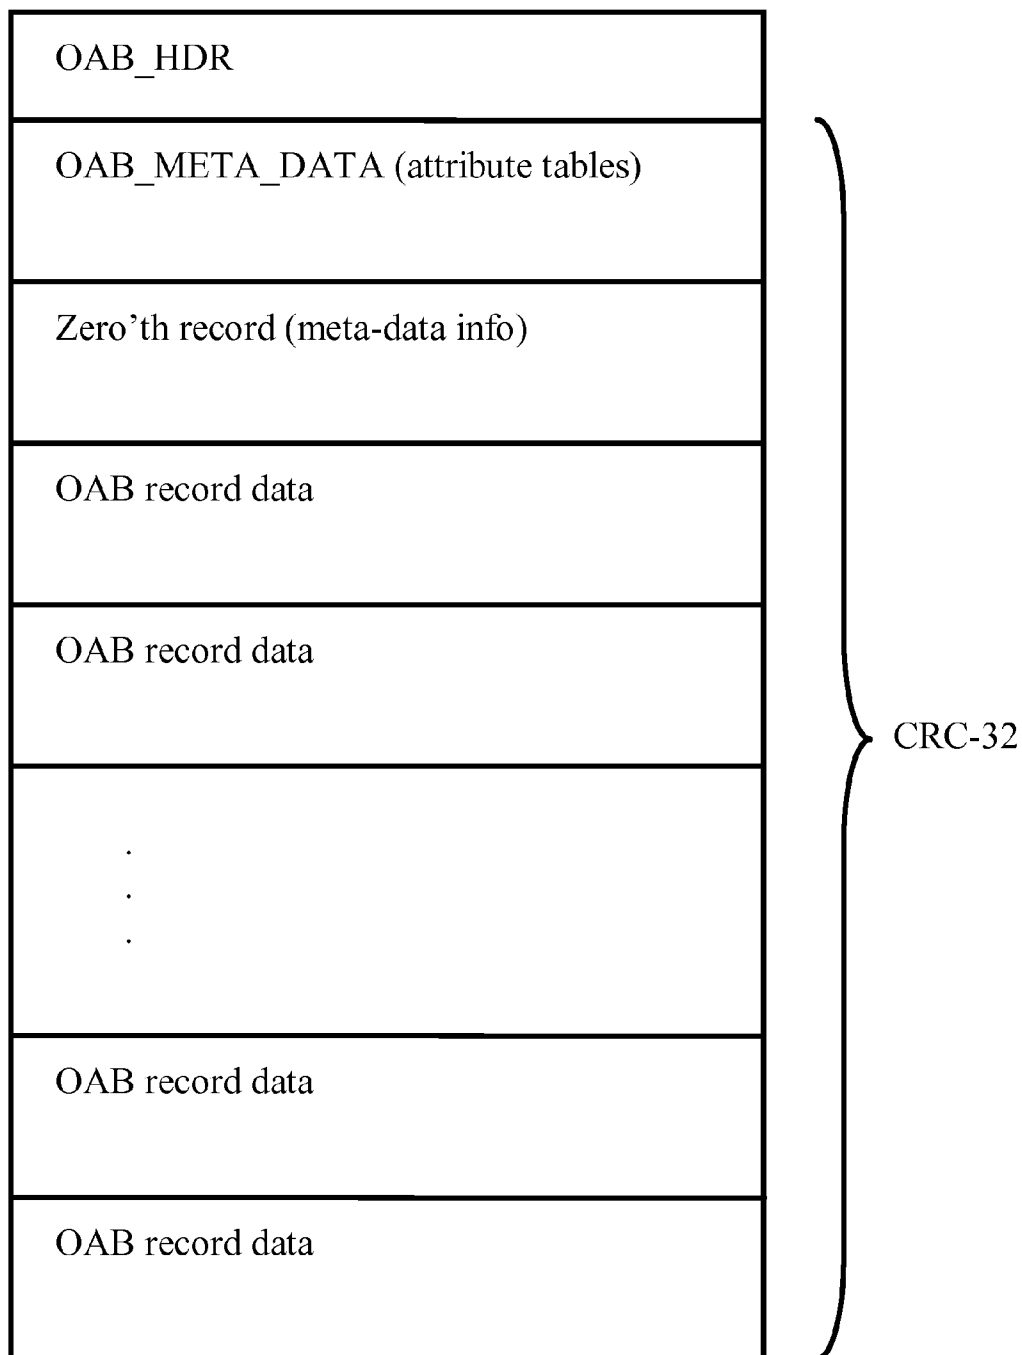 OAB_HDR
OAB_META_DATA (attribute tables)
Zero’th record (meta-data info)
OAB record data
OAB record data
CRC-32
.
.
.
OAB record data
OAB record data